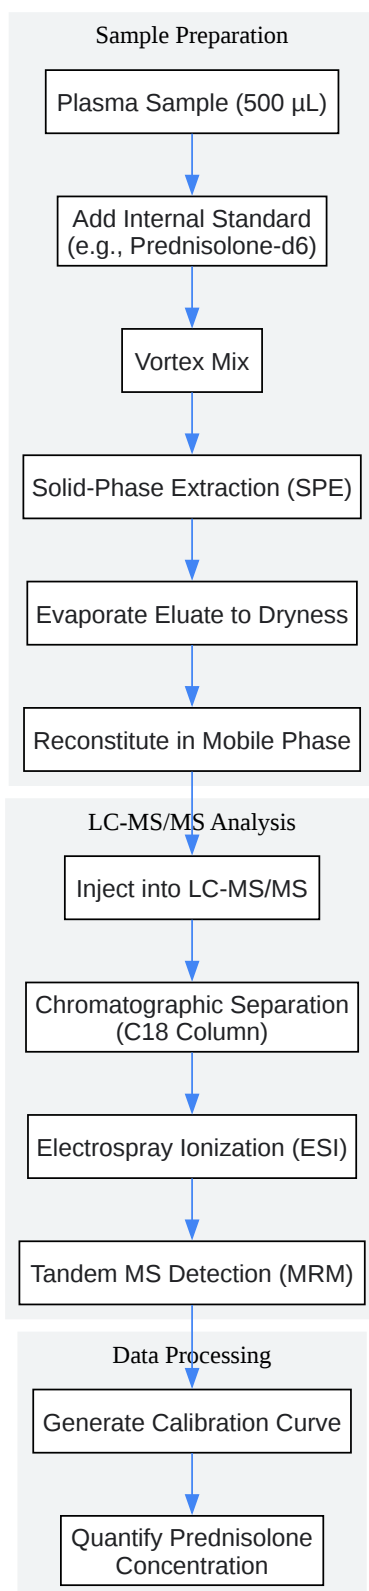 Sample Preparation
Plasma Sample (500 µL)
Add Internal Standard
(e.g., Prednisolone-d6)
Vortex Mix
Solid-Phase Extraction (SPE)
Evaporate Eluate to Dryness
Reconstitute in Mobile Phase
LC-MS/MS Analysis
Inject into LC-MS/MS
Chromatographic Separation
(C18 Column)
Electrospray Ionization (ESI)
Tandem MS Detection (MRM)
Data Processing
Generate Calibration Curve
Quantify Prednisolone
Concentration